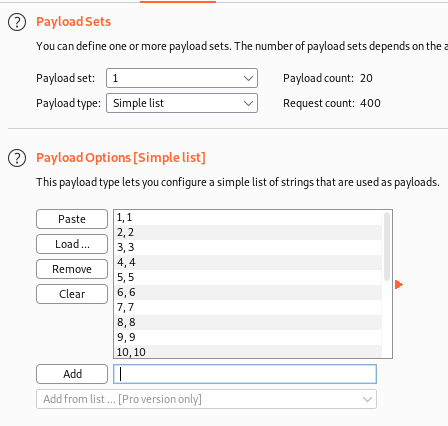 Payload Sets
You can define one or more payload sets. The number of payload sets depends on the a
Payload set: 1 Payload count: 20
Payload type: Simple list Request count: 400
Payload Options [Simple list]
This payload type lets you configure a simple list of strings that are used as payloads.
Paste
Load ...
Remove
Clear
1, 1
2, 2
3, 3
4, 4
5, 5
6, 6
7, 7
8, 8
9, 9
10, 10
Add
Add from list ... [Pro version only]